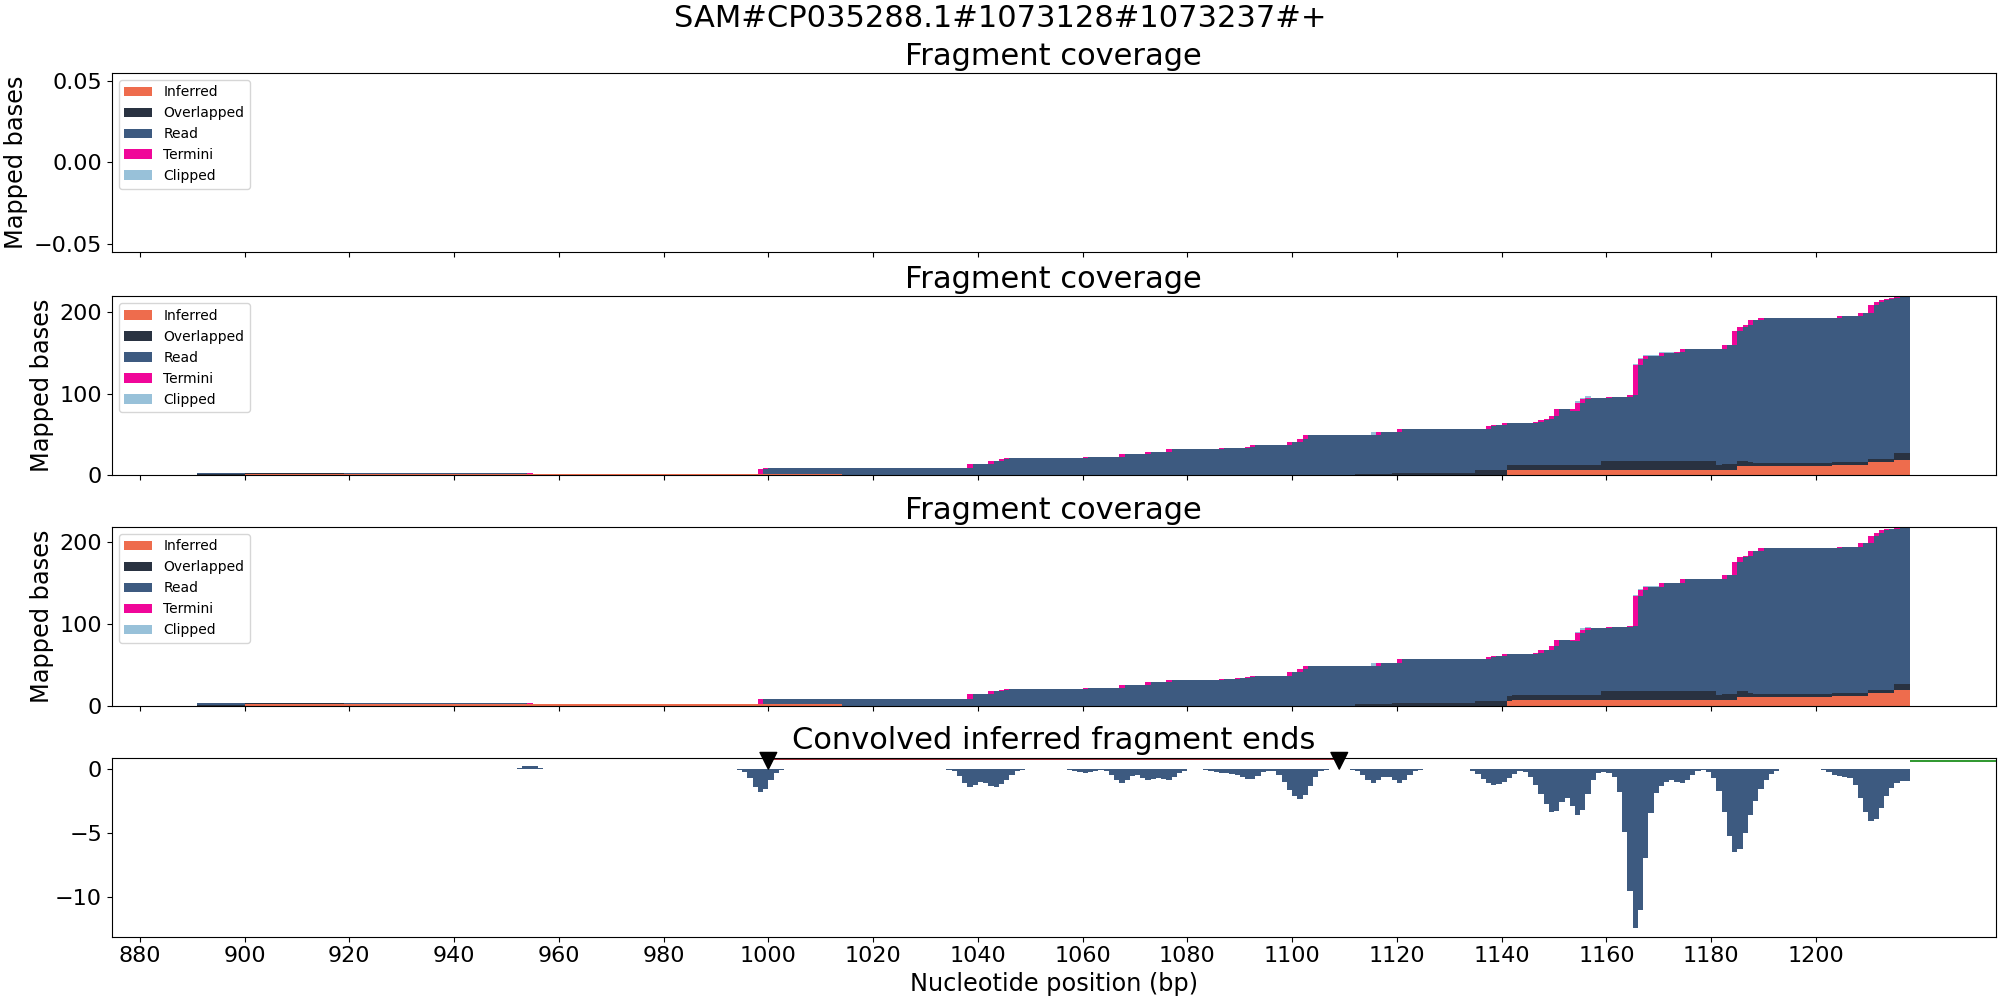 SAM#CP035288.1#1073128#1073237#+
Fragment coverage
Mapped bases
0.05
0.00
−0.05
Inferred
Overlapped
Read
Termini
Clipped
Fragment coverage
Mapped bases
200
100
0
Inferred
Overlapped
Read
Termini
Clipped
Fragment coverage
Mapped bases
200
100
0
Inferred
Overlapped
Read
Termini
Clipped
Convolved inferred fragment ends
0
−5
−10
880 900 920 940 960 980 1000 1020 1040 1060 1080 1100 1120 1140 1160 1180 1200
Nucleotide position (bp)